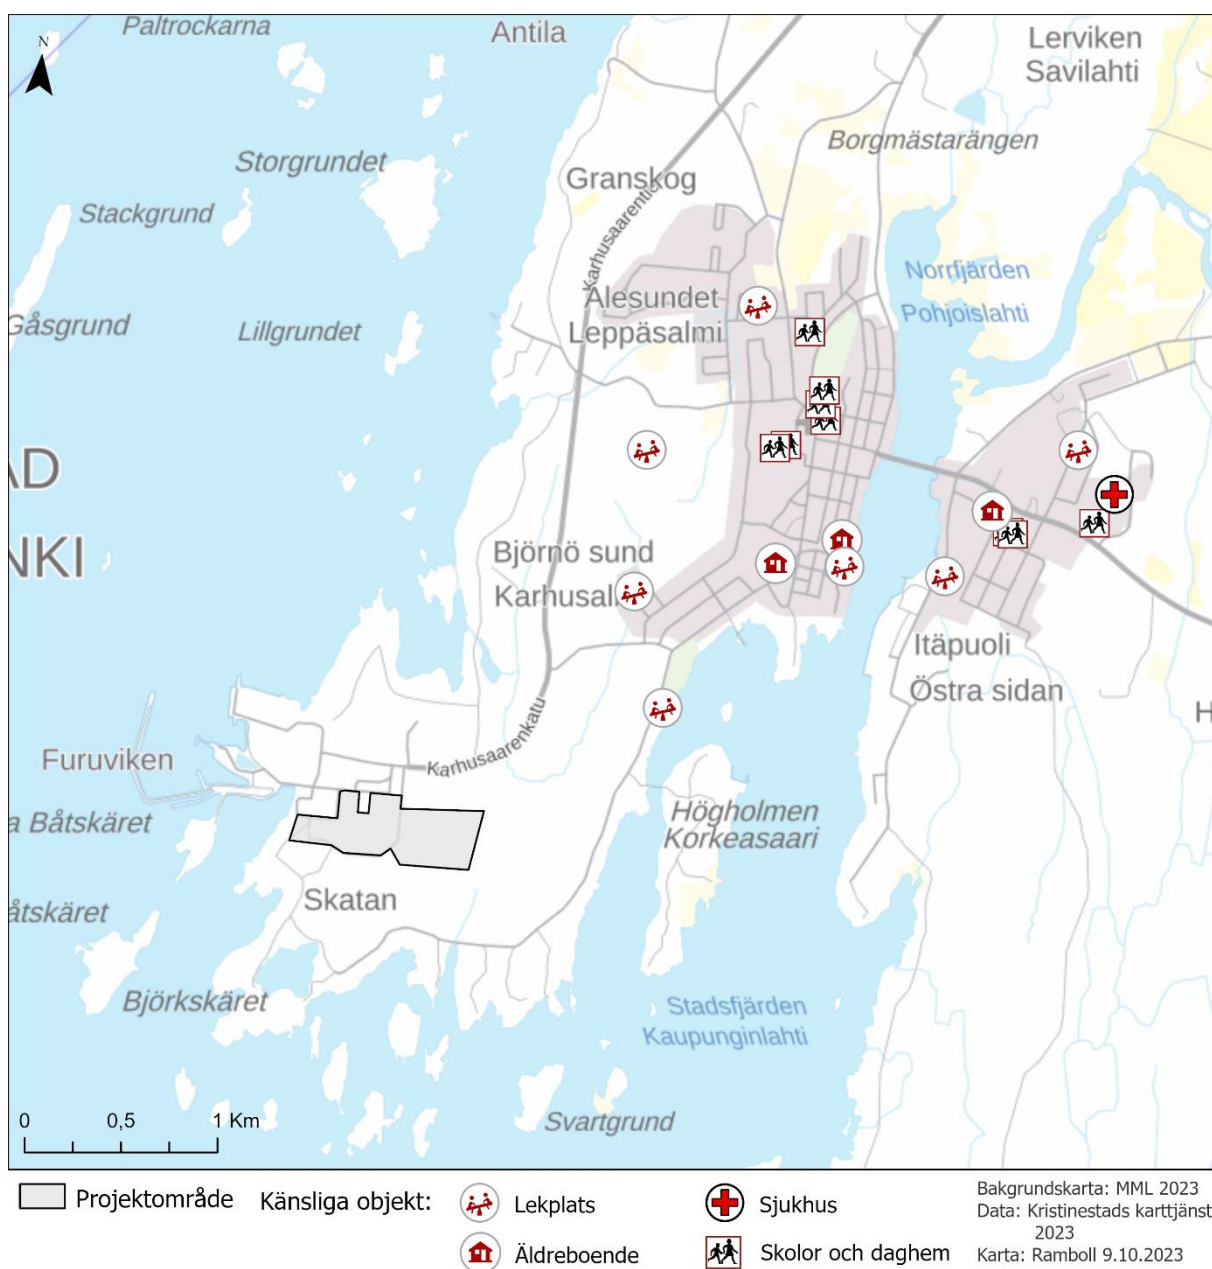 Paltrockarna
Antila
Lerviken
Savilahti
N
Borgmästarängen
Storgrundet
Granskog
Stackgrund
Karhusaarentie
Norrfjärden
Pohjoislahti
Alesundet
Leppäsalmi
Gåsgrund
Lillgrundet
AD
NKI
Björnö sund
Karhusal
Itäpuoli
Östra sidan
H
Karhusaarenkatu
Furuviken
a Båtskäret
Högholmen
Korkeasaari
Skatan
åtskäret
Björkskäret
Stadsfjärden
Kaupunginlahti
Svartgrund
0 0,5 1 Km
Projektområde
Känsliga objekt:
Lekplats
Äldreboende
Sjukhus
Skolor och daghem
Bakgrundskarta: MML 2023
Data: Kristinestads karttjänst
2023
Karta: Ramboll 9.10.2023